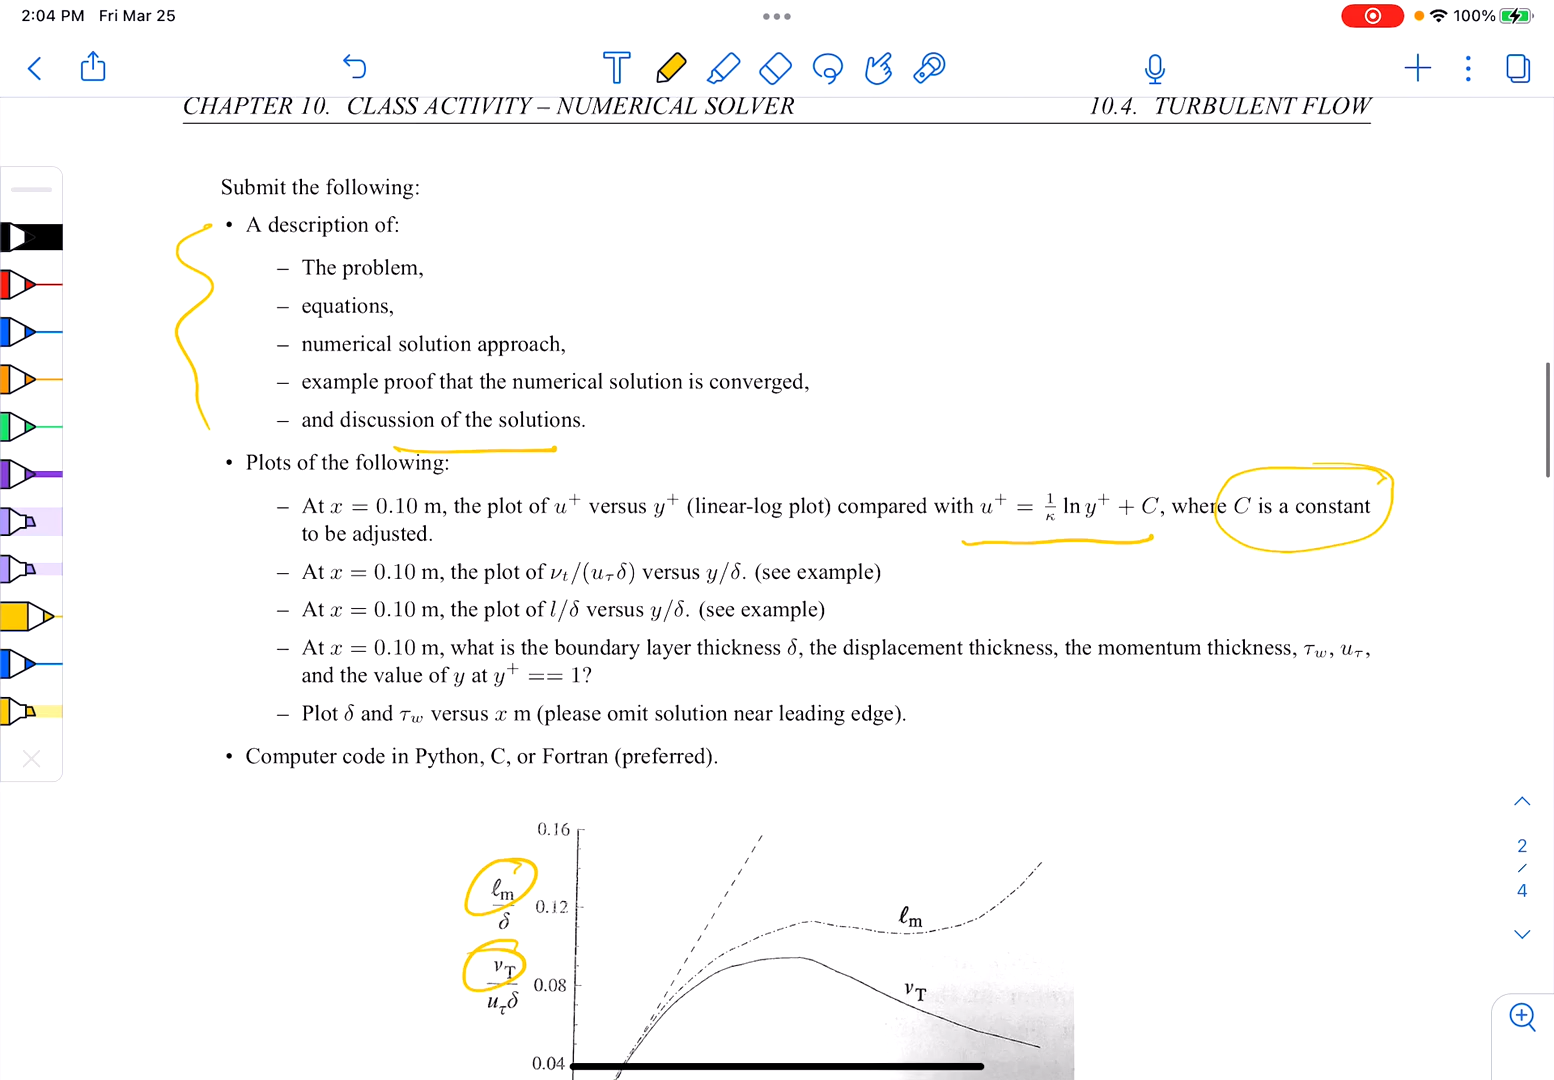 2:04 PM Fri Mar 25
100%
CHAPTER 10. CLASS ACTIVITY – NUMERICAL SOLVER 10.4. TURBULENT FLOW
Submit the following:
• A description of:
– The problem,
– equations,
– numerical solution approach,
– example proof that the numerical solution is converged,
– and discussion of the solutions.
• Plots of the following:
– At x = 0.10 m, the plot of u⁺ versus y⁺ (linear-log plot) compared with u⁺ = 1/κ ln y⁺ + C, where C is a constant
to be adjusted.
– At x = 0.10 m, the plot of νₜ/(u_τδ) versus y/δ. (see example)
– At x = 0.10 m, the plot of l/δ versus y/δ. (see example)
– At x = 0.10 m, what is the boundary layer thickness δ, the displacement thickness, the momentum thickness, τ_w, u_τ,
and the value of y at y⁺ == 1?
– Plot δ and τ_w versus x m (please omit solution near leading edge).
• Computer code in Python, C, or Fortran (preferred).
0.16
ℓm/δ
0.12
ℓm
νT/u_τδ
0.08
νT
0.04
2
/
4